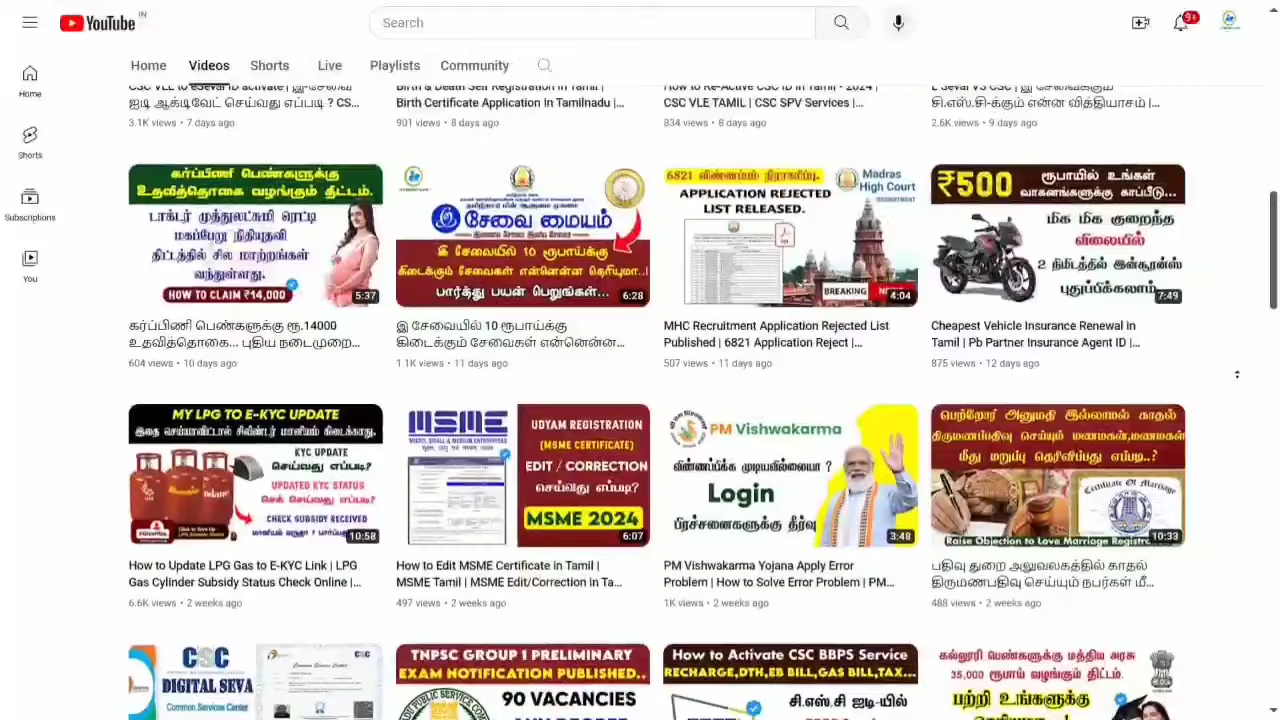 YouTube IN
Search
9+
Home Videos Shorts Live Playlists Community
Home
Shorts
Subscriptions
You
CSC VLE to eSevai ID activate | இ-சேவை
ஐடி ஆக்டிவேட் செய்வது எப்படி ? CS...
3.1K views • 7 days ago
Birth & Death Self Registration in Tamil |
Birth Certificate Application in Tamilnadu |...
901 views • 8 days ago
How to Re-Active CSC ID in Tamil - 2024 |
CSC VLE TAMIL | CSC SPV Services |...
834 views • 8 days ago
E Sevai VS CSC | இ சேவைக்கும்
சி.எஸ்.சி-க்கும் என்ன வித்தியாசம் |...
2.6K views • 9 days ago
கர்ப்பிணி பெண்களுக்கு
உதவித்தொகை வழங்கும் திட்டம்.
டாக்டர் முத்துலட்சுமி ரெட்டி
மகப்பேறு நிதியுதவி
திட்டத்தில் சில மாற்றங்கள்
வந்துள்ளது.
HOW TO CLAIM ₹14,000
5:37
கர்ப்பிணி பெண்களுக்கு ரூ.14000
உதவித்தொகை... புதிய நடைமுறை...
604 views • 10 days ago
சேவை மையம்
இ சேவையில் 10 ரூபாய்க்கு
கிடைக்கும் சேவைகள் என்னென்ன தெரியுமா..!
பார்த்து பயன் பெறுங்கள்...
6:28
இ சேவையில் 10 ரூபாய்க்கு
கிடைக்கும் சேவைகள் என்னென்ன...
1.1K views • 11 days ago
6821 விண்ணப்பம் நிராகரிப்பு.
APPLICATION REJECTED
LIST RELEASED.
Madras
High Court
RECRUITMENT
BREAKING NE
4:04
MHC Recruitment Application Rejected List
Published | 6821 Application Reject |...
507 views • 11 days ago
₹500 ரூபாயில் உங்கள்
வாகனங்களுக்கு காப்பீடு...
மிக மிக குறைந்த
விலையில்
2 நிமிடத்தில் இன்சூரன்ஸ்
புதுப்பிக்கலாம்
7:49
Cheapest Vehicle Insurance Renewal in
Tamil | Pb Partner Insurance Agent ID |...
875 views • 12 days ago
MY LPG TO E-KYC UPDATE
இதை செய்யாவிட்டால் சிலிண்டர் மானியம் கிடைக்காது.
KYC UPDATE
செய்வது எப்படி?
UPDATED KYC STATUS
செக் செய்வது எப்படி?
CHECK SUBSIDY RECEIVED
10:58
How to Update LPG Gas to E-KYC Link | LPG
Gas Cylinder Subsidy Status Check Online |...
6.6K views • 2 weeks ago
MSME
MICRO, SMALL & MEDIUM ENTERPRISES
UDYAM REGISTRATION
(MSME CERTIFICATE)
EDIT / CORRECTION
செய்வது எப்படி?
MSME 2024
6:07
How to Edit MSME Certificate in Tamil |
MSME Tamil | MSME Edit/Correction in Ta...
497 views • 2 weeks ago
PM Vishwakarma
விண்ணப்பிக்க முடியவில்லையா ?
Login
பிரச்சனைகளுக்கு தீர்வு
3:48
PM Vishwakarma Yojana Apply Error
Problem | How to Solve Error Problem | PM...
1K views • 2 weeks ago
பெற்றோர் அனுமதி இல்லாமல் காதல்
திருமணப்பதிவு செய்யும் மணமகன்,மணமகள்
மீது மறுப்பு தெரிவிப்பது எப்படி..?
Certificate Of Marriage
Raise Objection to Love Marriage Registr
10:33
பதிவு துறை அலுவலகத்தில் காதல்
திருமணபதிவு செய்யும் நபர்கள் மீ...
488 views • 2 weeks ago
CSC
DIGITAL SEVA
Common Services Center
CSC
TNPSC GROUP 1 PRELIMINARY
EXAM NOTIFICATION PUBLISHED..
90 VACANCIES
How to Activate CSC BBPS Service
RECHARGE,DTH,EB BILL,GAS BILL,TAX...
சி.எஸ்.சி ஐடி-யில்
கல்லூரி பெண்களுக்கு மத்திய அரசு
35,000 ரூபாய் வழங்கும் திட்டம்.
பற்றி உங்களுக்கு